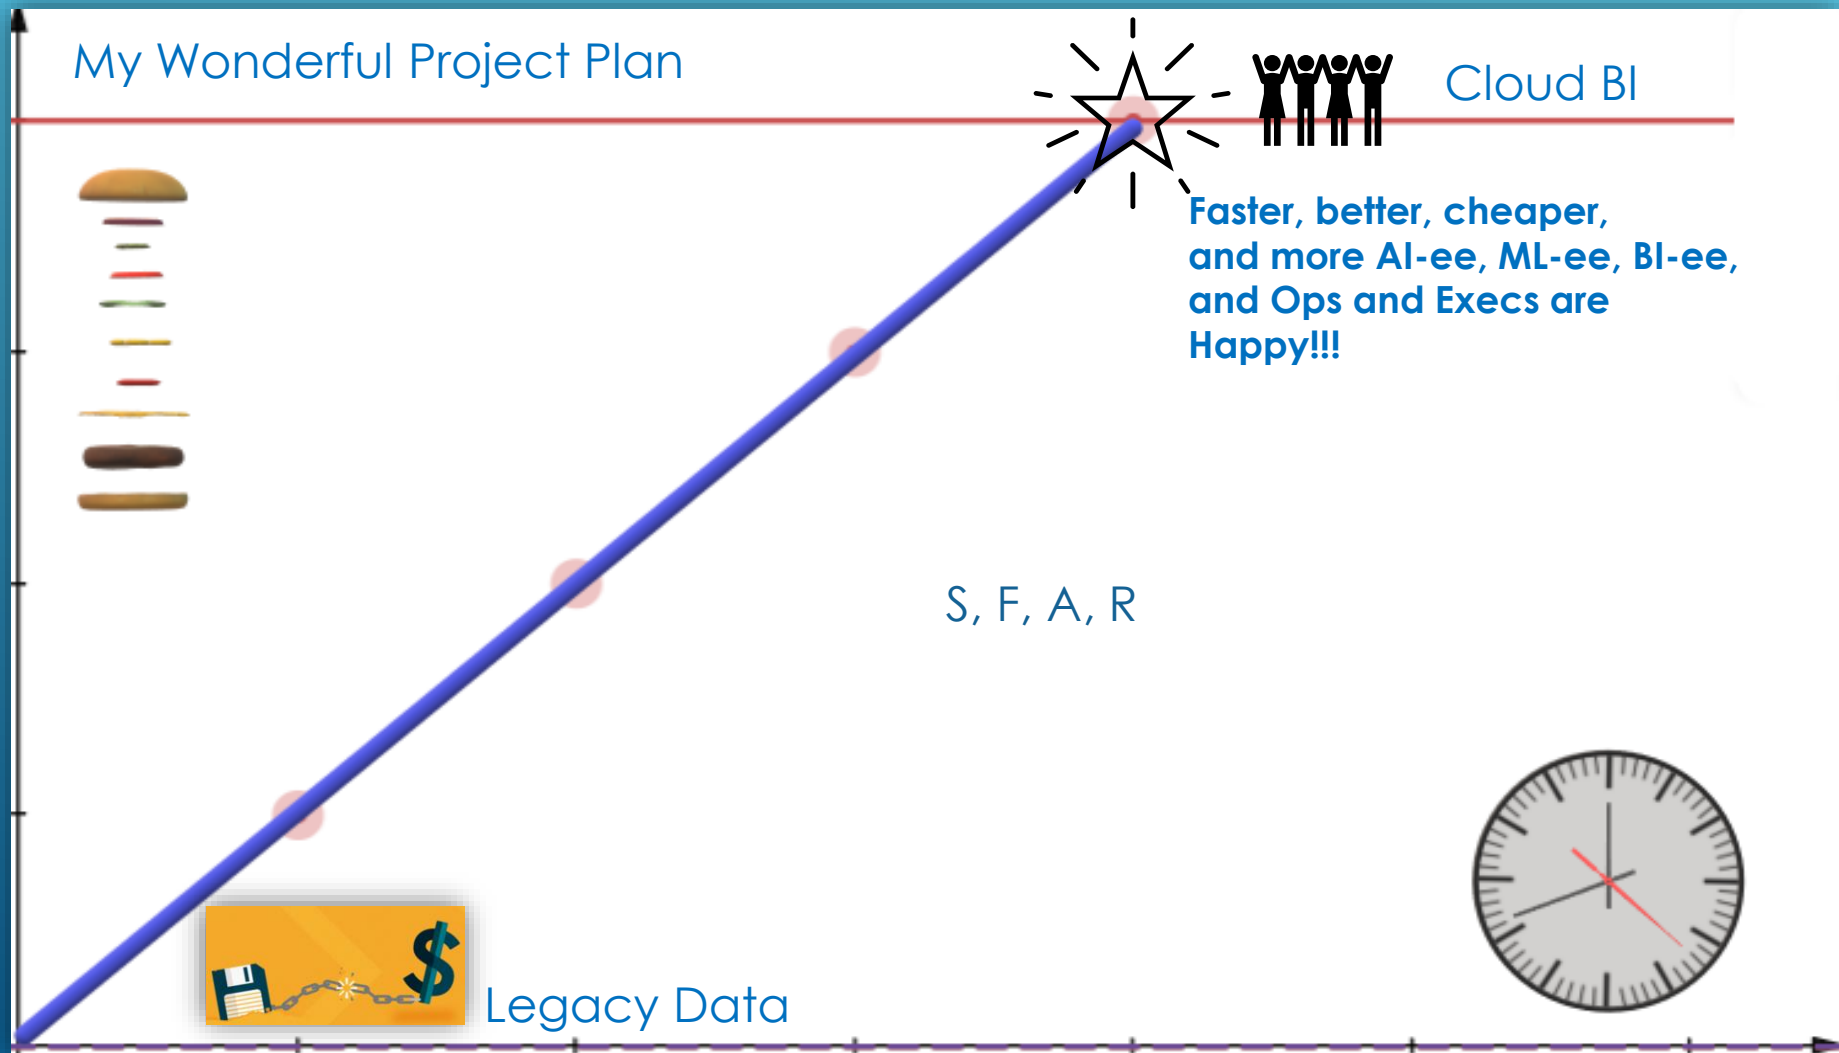 My Wonderful Project Plan
Cloud BI
Faster, better, cheaper,
and more AI-ee, ML-ee, BI-ee,
and Ops and Execs are
Happy!!!
S, F, A, R
$
Legacy Data